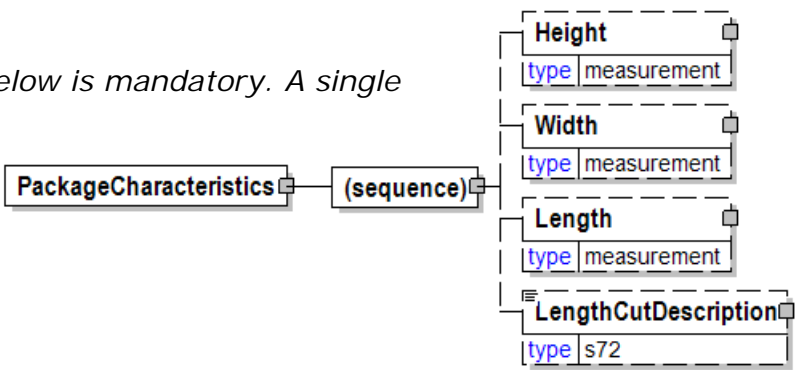 Height
type measurement
elow is mandatory. A single
Width
type measurement
PackageCharacteristics
(sequence)
Length
type measurement
LengthCutDescription
type s72